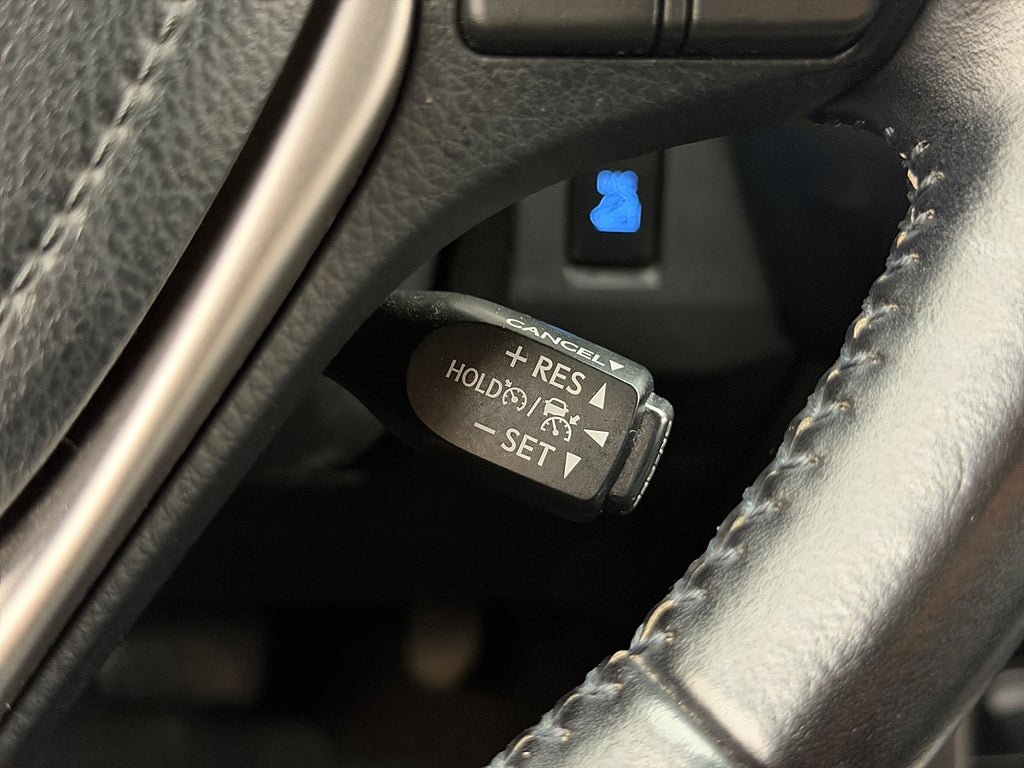 CANCEL▼
+ RES ▲
HOLD / ◀
− SET ▼